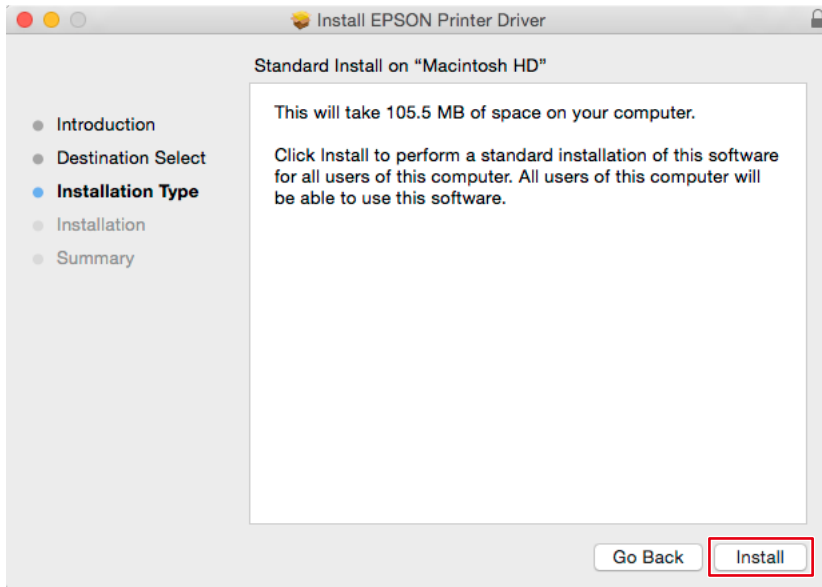 Install EPSON Printer Driver
Standard Install on “Macintosh HD”
Introduction
Destination Select
Installation Type
Installation
Summary
This will take 105.5 MB of space on your computer.
Click Install to perform a standard installation of this software
for all users of this computer. All users of this computer will
be able to use this software.
Go Back
Install